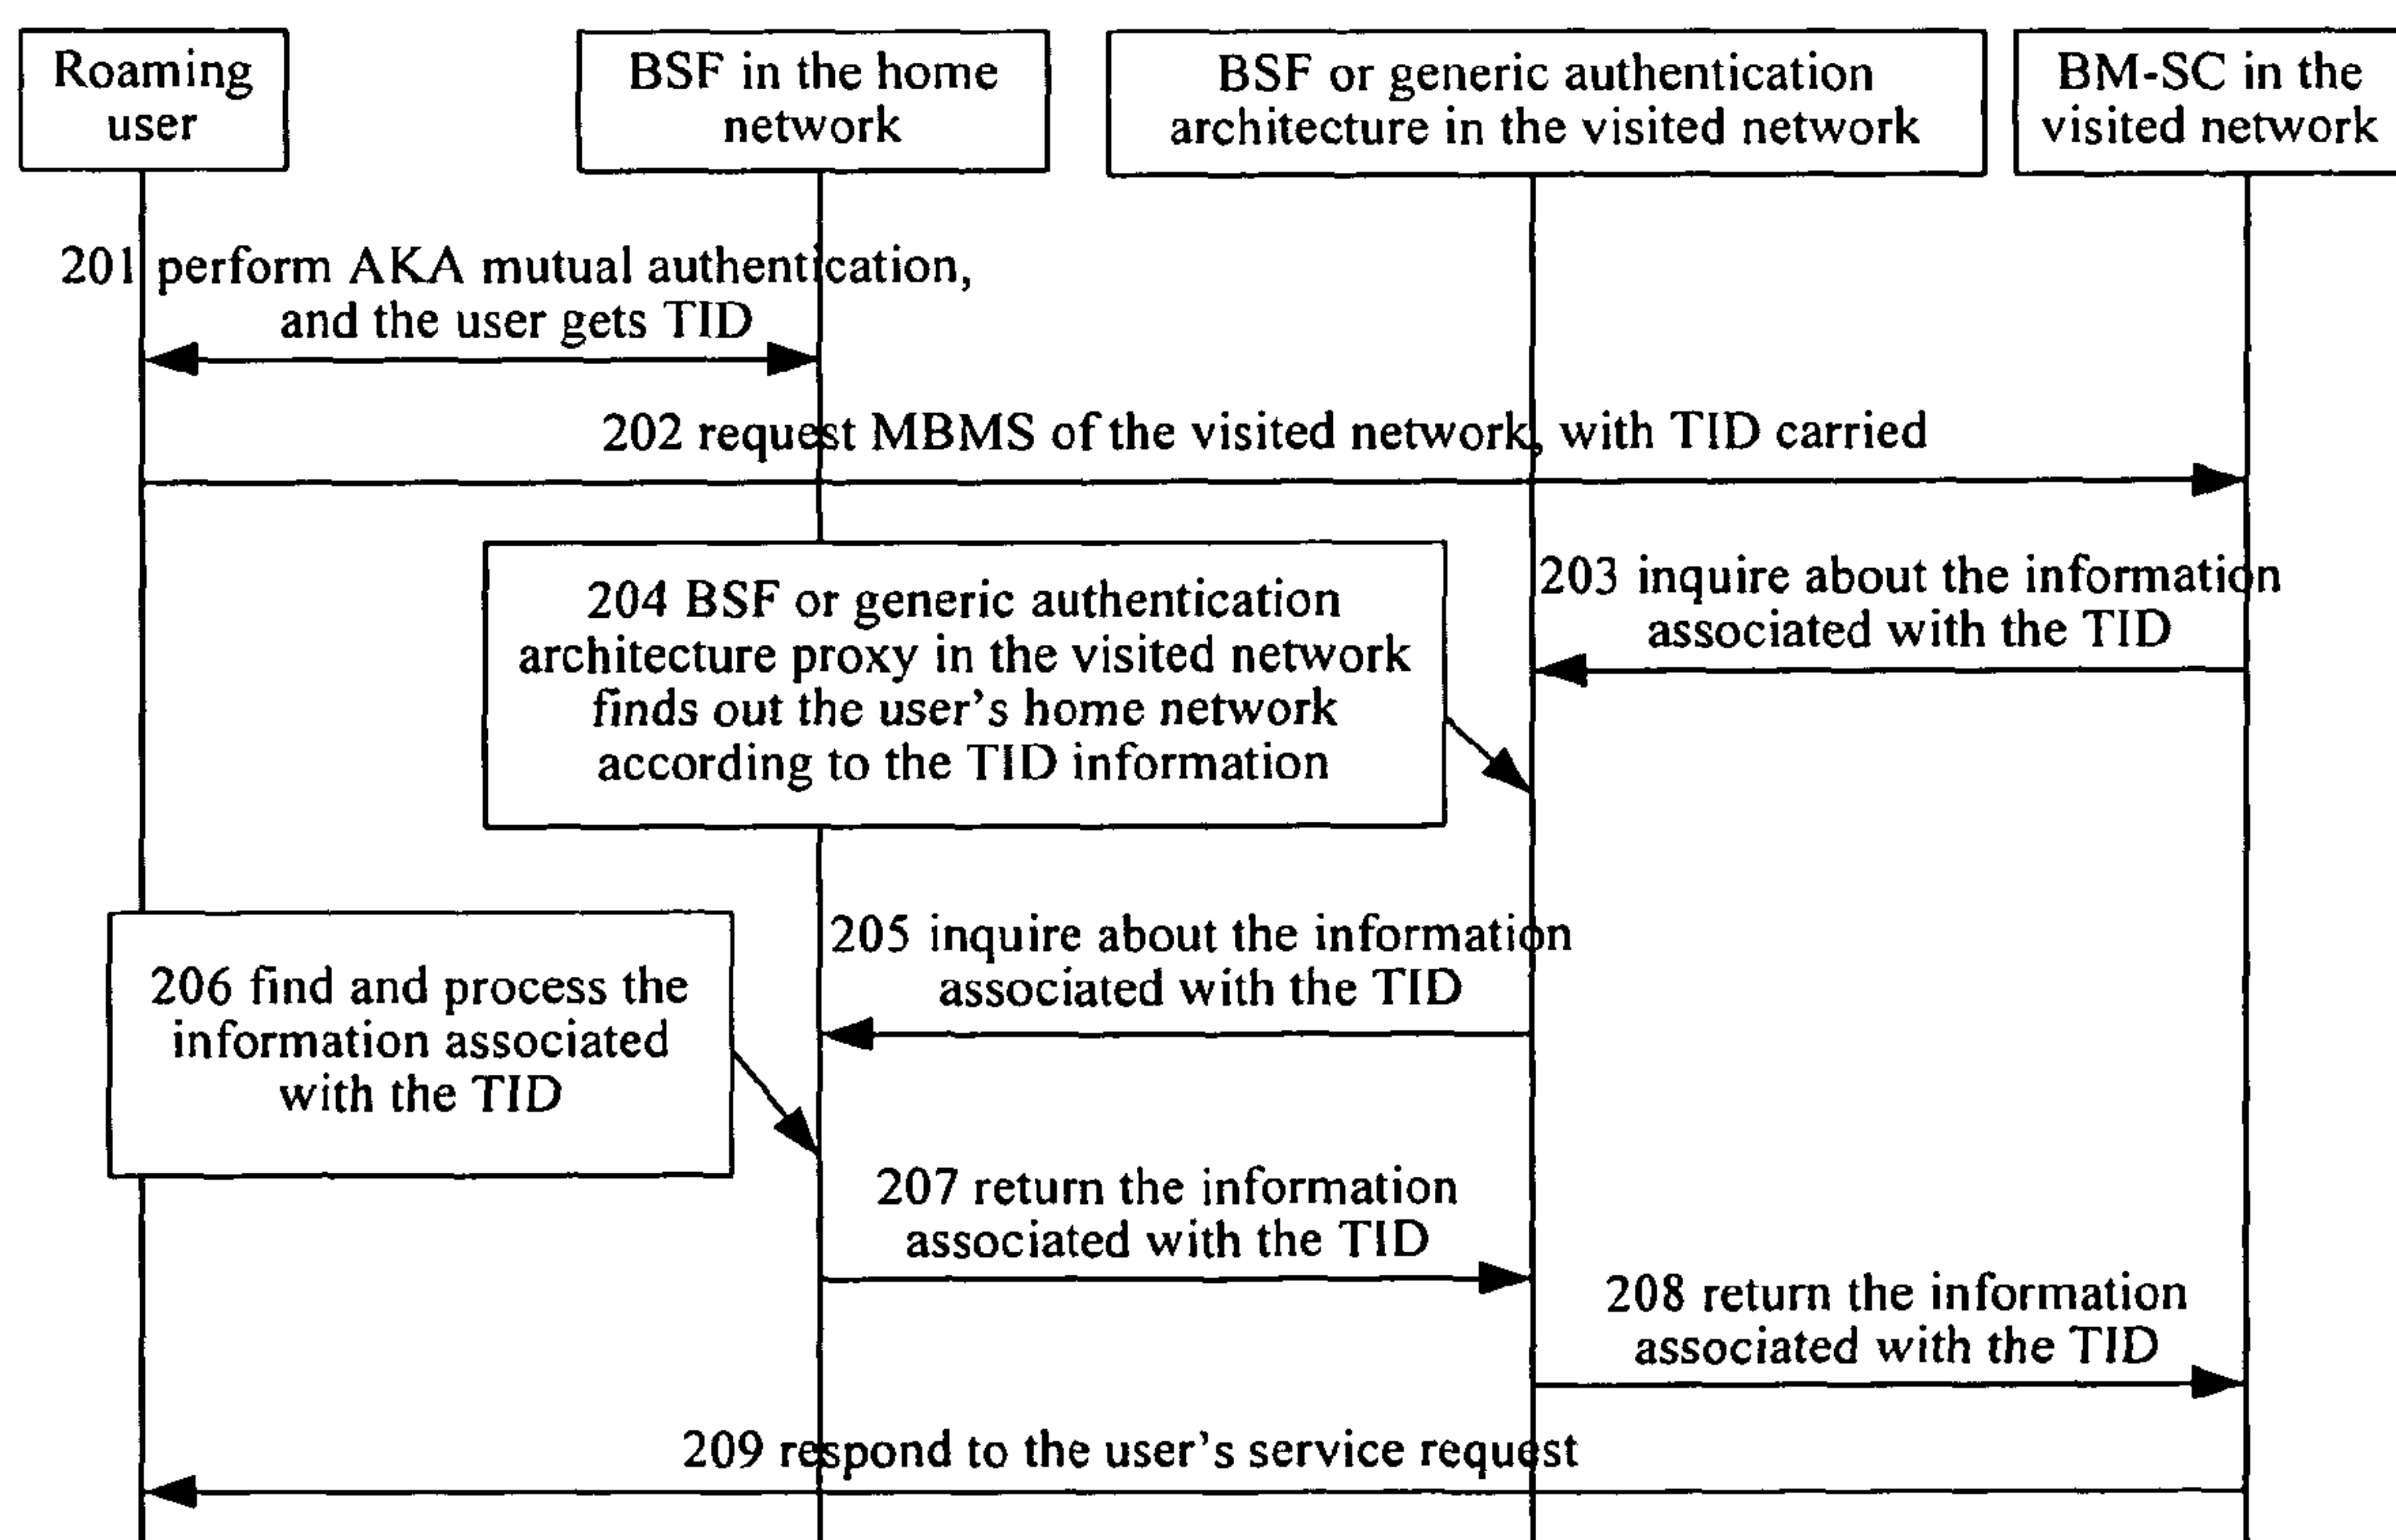 Roaming
user
BSF in the home
network
BSF or generic authentication
architecture in the visited network
BM-SC in the
visited network
201 perform AKA mutual authentication,
and the user gets TID
202 request MBMS of the visited network, with TID carried
203 inquire about the information
associated with the TID
204 BSF or generic authentication
architecture proxy in the visited network
finds out the user's home network
according to the TID information
205 inquire about the information
associated with the TID
206 find and process the
information associated
with the TID
207 return the information
associated with the TID
208 return the information
associated with the TID
209 respond to the user's service request